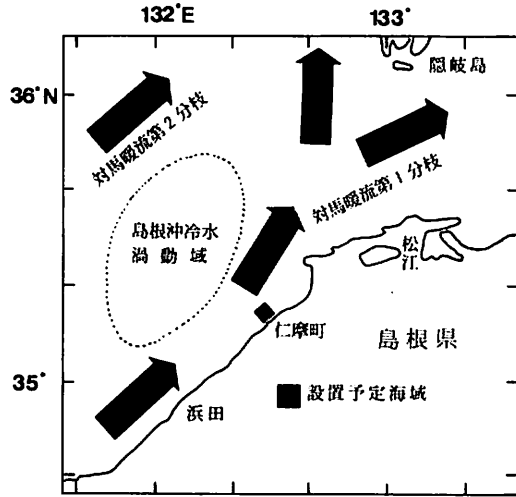 132°E
133°
36°N
隠岐島
対馬暖流第2分枝
対馬暖流第1分枝
島根沖冷水
渦動域
松江
仁摩町
島根県
35°
設置予定海域
浜田